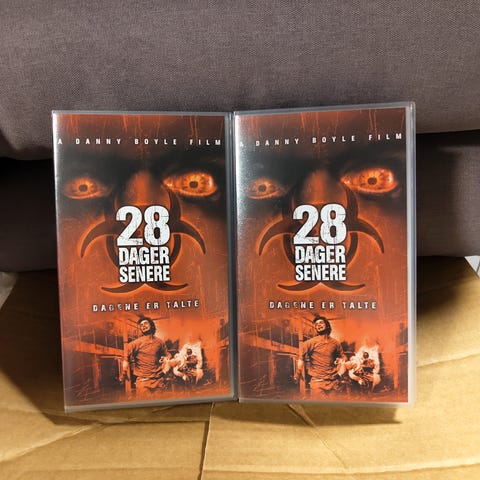 A DANNY BOYLE FILM
28
DAGER
SENERE
DAGENE ER TALTE
A DANNY BOYLE FILM
28
DAGER
SENERE
DAGENE ER TALTE